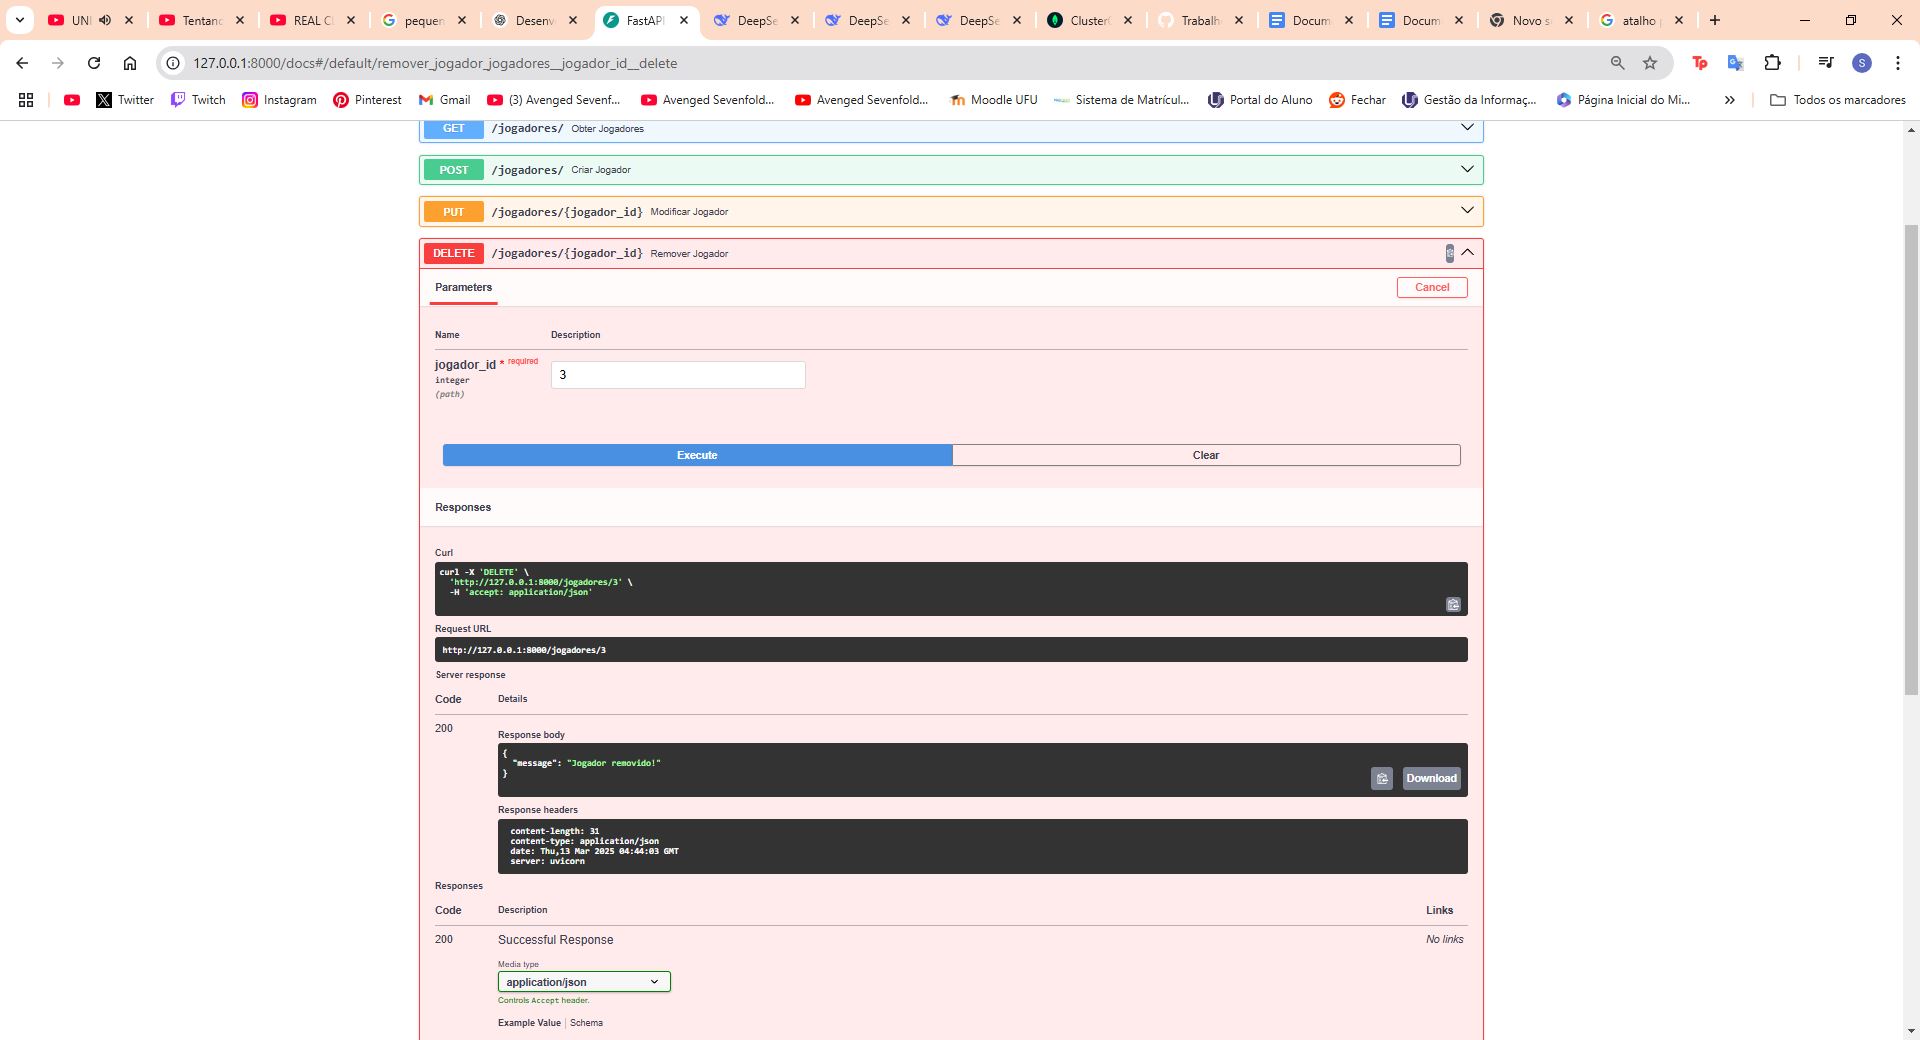 UNI
Tentanc
REAL C
pequen
Desenv
FastAPI
DeepSe
DeepSe
DeepSe
Cluster
Trabalh
Docum
Docum
Novo s
atalho
127.0.0.1:8000/docs#/default/remover_jogador_jogadores__jogador_id__delete
Tp
S
Twitter
Twitch
Instagram
Pinterest
Gmail
(3) Avenged Sevenf...
Avenged Sevenfold...
Avenged Sevenfold...
Moodle UFU
Sistema de Matrícul...
Portal do Aluno
Fechar
Gestão da Informaç...
Página Inicial do Mi...
Todos os marcadores
GET /jogadores/ Obter Jogadores
POST /jogadores/ Criar Jogador
PUT /jogadores/{jogador_id} Modificar Jogador
DELETE /jogadores/{jogador_id} Remover Jogador
Parameters
Cancel
Name Description
jogador_id * required
integer
(path)
3
Execute
Clear
Responses
Curl
curl -X 'DELETE' \
'http://127.0.0.1:8000/jogadores/3' \
-H 'accept: application/json'
Request URL
http://127.0.0.1:8000/jogadores/3
Server response
Code Details
200
Response body
{
"message": "Jogador removido!"
}
Download
Response headers
content-length: 31
content-type: application/json
date: Thu,13 Mar 2025 04:44:03 GMT
server: uvicorn
Responses
Code Description Links
200 Successful Response No links
Media type
application/json
Controls Accept header.
Example Value Schema